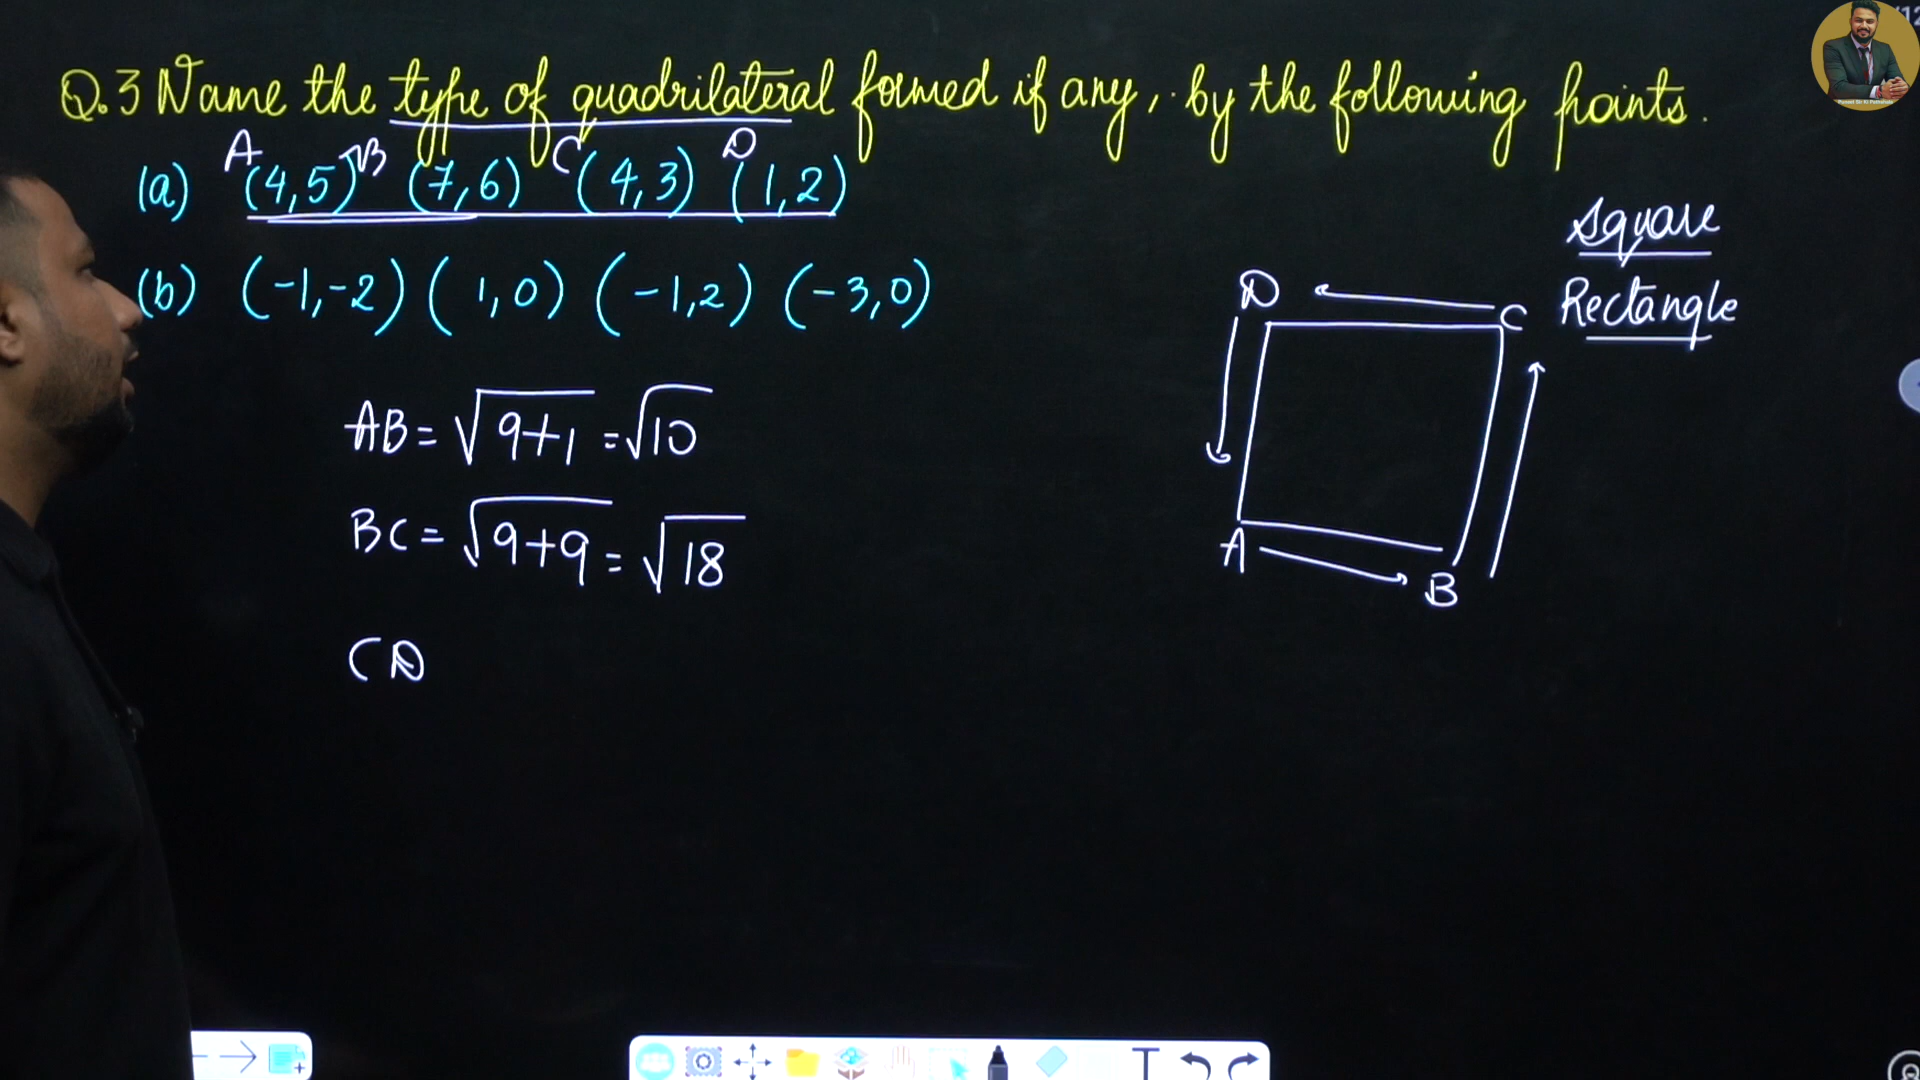 Q.3 Name the type of quadrilateral formed if any, by the following points.
A B C D
(a) (4,5) (7,6) (4,3) (1,2)
(b) (-1,-2) (1,0) (-1,2) (-3,0)
square
Rectangle
D C
A B
AB = √9+1 = √10
BC = √9+9 = √18
CD
T